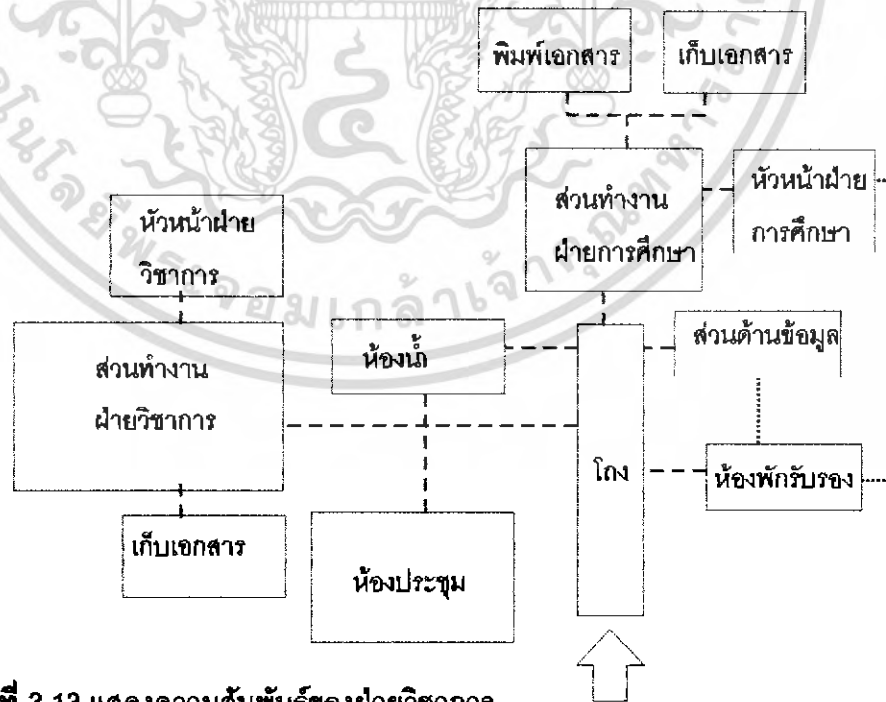 พิมพ์เอกสาร
เก็บเอกสาร
ส่วนทำงาน
ฝ่ายการศึกษา
หัวหน้าฝ่าย
การศึกษา
หัวหน้าฝ่าย
วิชาการ
ส่วนทำงาน
ฝ่ายวิชาการ
ห้องน้ำ
ส่วนด้านข้อมูล
โถง
ห้องพักรับรอง
เก็บเอกสาร
ห้องประชุม
ที่ 3.13 แสดงความสัมพันธ์ของฝ่ายวิชาการ